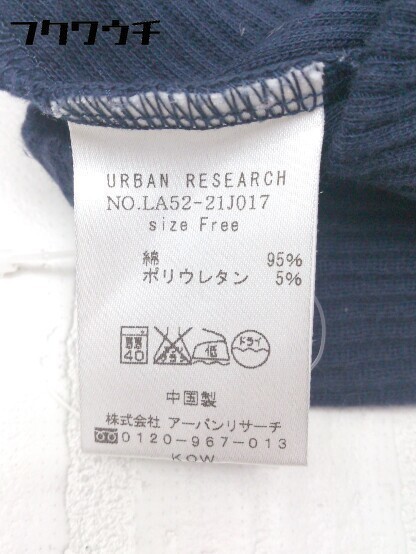 フクワウチ
URBAN RESEARCH
NO.LA52-21J017
size Free
綿 95%
ポリウレタン 5%
40 低 ドライ
中国製
株式会社 アーバンリサーチ
0120-967-013
KOW